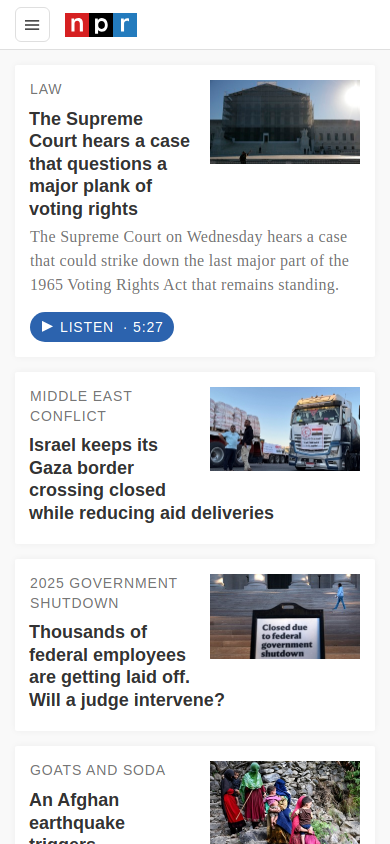 npr
LAW
The Supreme
Court hears a case
that questions a
major plank of
voting rights
The Supreme Court on Wednesday hears a case
that could strike down the last major part of the
1965 Voting Rights Act that remains standing.
LISTEN · 5:27
MIDDLE EAST
CONFLICT
Israel keeps its
Gaza border
crossing closed
while reducing aid deliveries
2025 GOVERNMENT
SHUTDOWN
Thousands of
federal employees
are getting laid off.
Will a judge intervene?
Closed due
to federal
government
shutdown
GOATS AND SODA
An Afghan
earthquake
triggers